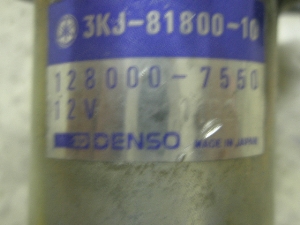 3KJ-81800-10
128000-7550
12V
DENSO MADE IN JAPAN